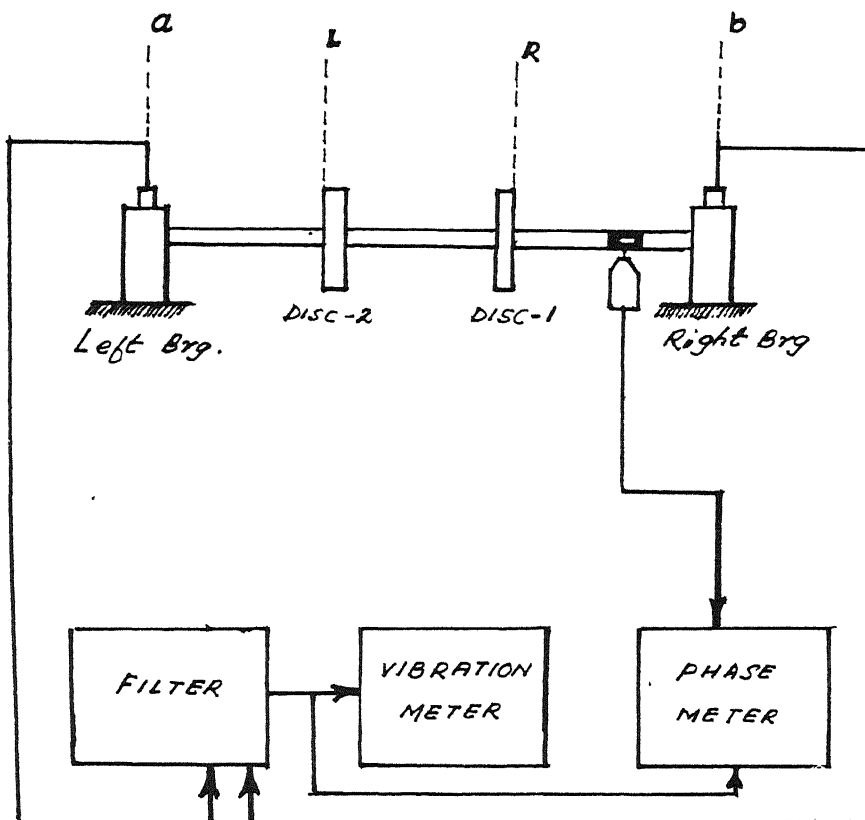 a
L
R
b
DISC-2
DISC-1
Left Brg.
Right Brg
FILTER
VIBRATION
METER
PHASE
METER